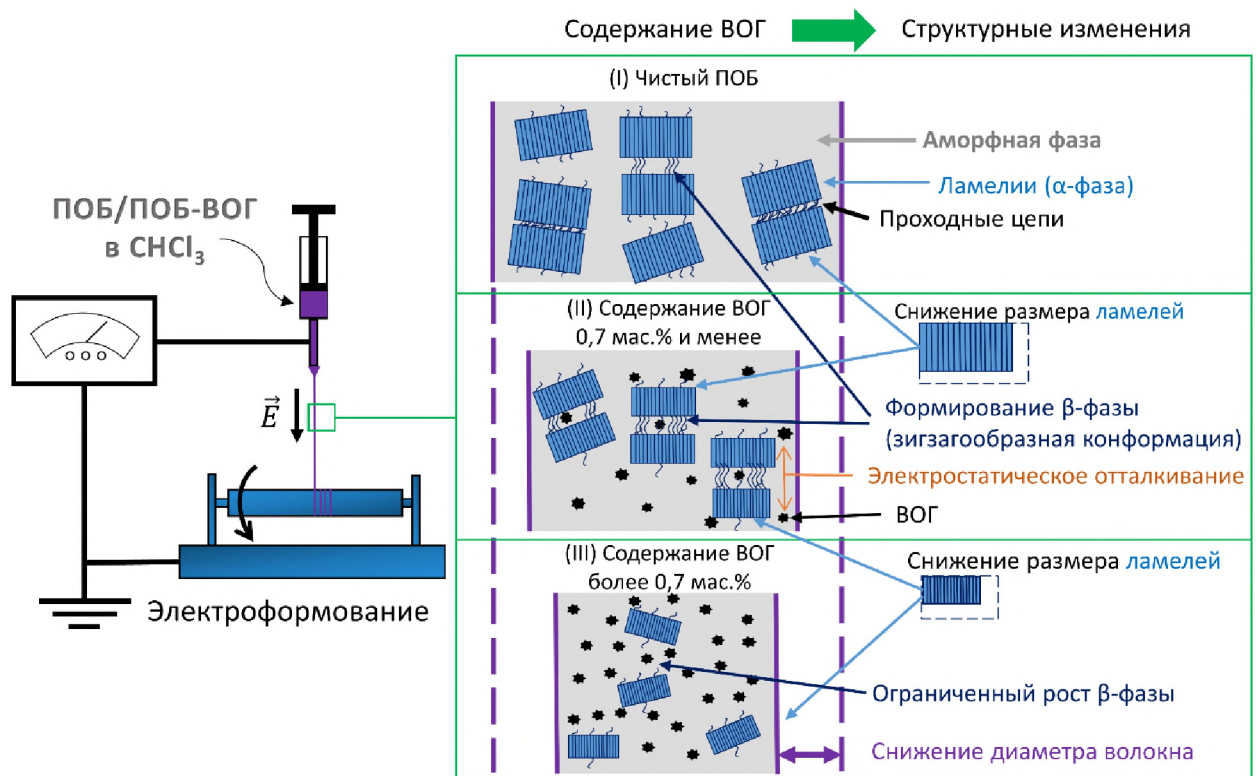 Содержание ВОГ
Структурные изменения
(I) Чистый ПОБ
Аморфная фаза
Ламелии (α-фаза)
Проходные цепи
ПОБ/ПОБ-ВОГ
в CHCl₃
(II) Содержание ВОГ
0,7 мас.% и менее
Снижение размера ламелей
Формирование β-фазы
(зигзагообразная конформация)
Электростатическое отталкивание
ВОГ
E
(III) Содержание ВОГ
более 0,7 мас.%
Снижение размера ламелей
Ограниченный рост β-фазы
Снижение диаметра волокна
Электроформование